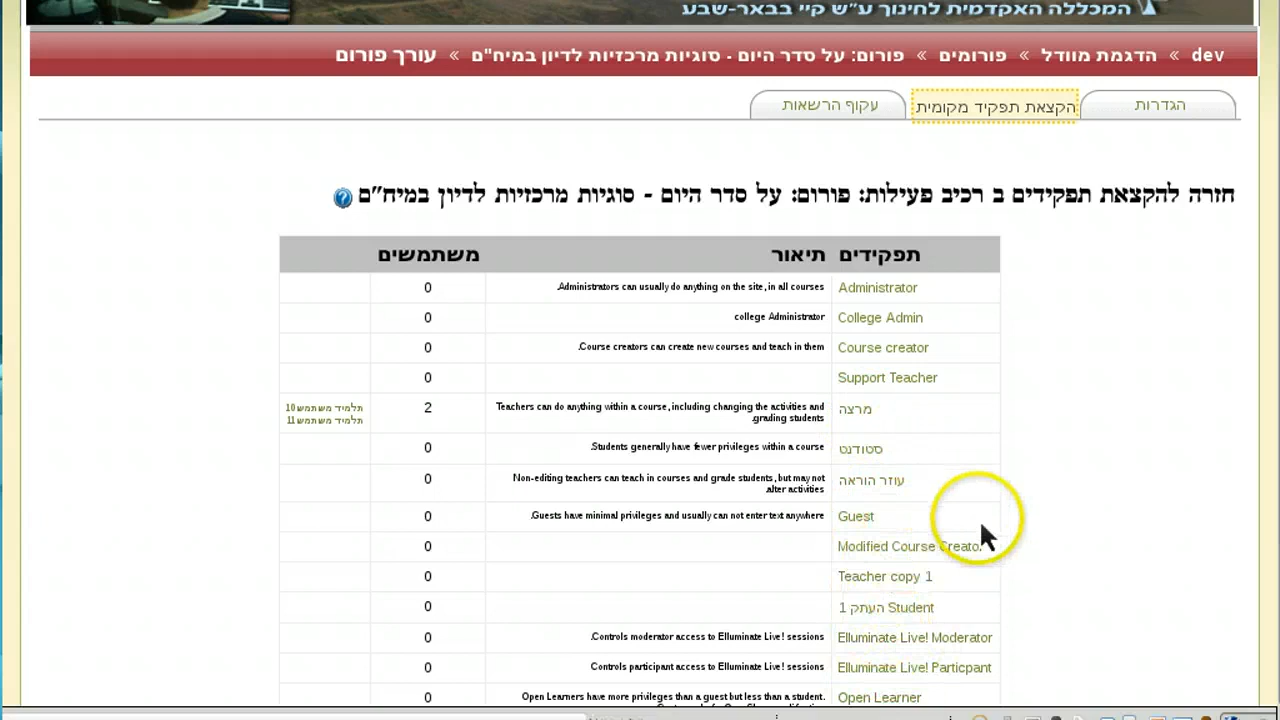 המכללה האקדמית לחינוך ע"ש קיי בבאר-שבע
dev » הדגמת מוודל » פורומים » פורום: על סדר היום - סוגיות מרכזיות לדיון במיח"ם » עורך פורום
הגדרות
הקצאת תפקיד מקומית
עקוף הרשאות
חזרה להקצאת תפקידים ב רכיב פעילות: פורום: על סדר היום - סוגיות מרכזיות לדיון במיח"ם
תפקידים תיאור משתמשים
Administrator .Administrators can usually do anything on the site, in all courses 0
College Admin college Administrator 0
Course creator .Course creators can create new courses and teach in them 0
Support Teacher 0
מרצה Teachers can do anything within a course, including changing the activities and 2 תלמיד משתמש10
.grading students תלמיד משתמש11
סטודנט .Students generally have fewer privileges within a course 0
עוזר הוראה Non-editing teachers can teach in courses and grade students, but may not 0
.alter activities
Guest .Guests have minimal privileges and usually can not enter text anywhere 0
Modified Course Creator 0
Teacher copy 1 0
Student העתק 1 0
Elluminate Live! Moderator .Controls moderator access to Elluminate Live! sessions 0
Elluminate Live! Particpant Controls participant access to Elluminate Live! sessions 0
Open Learner .Open Learners have more privileges than a guest but less than a student 0